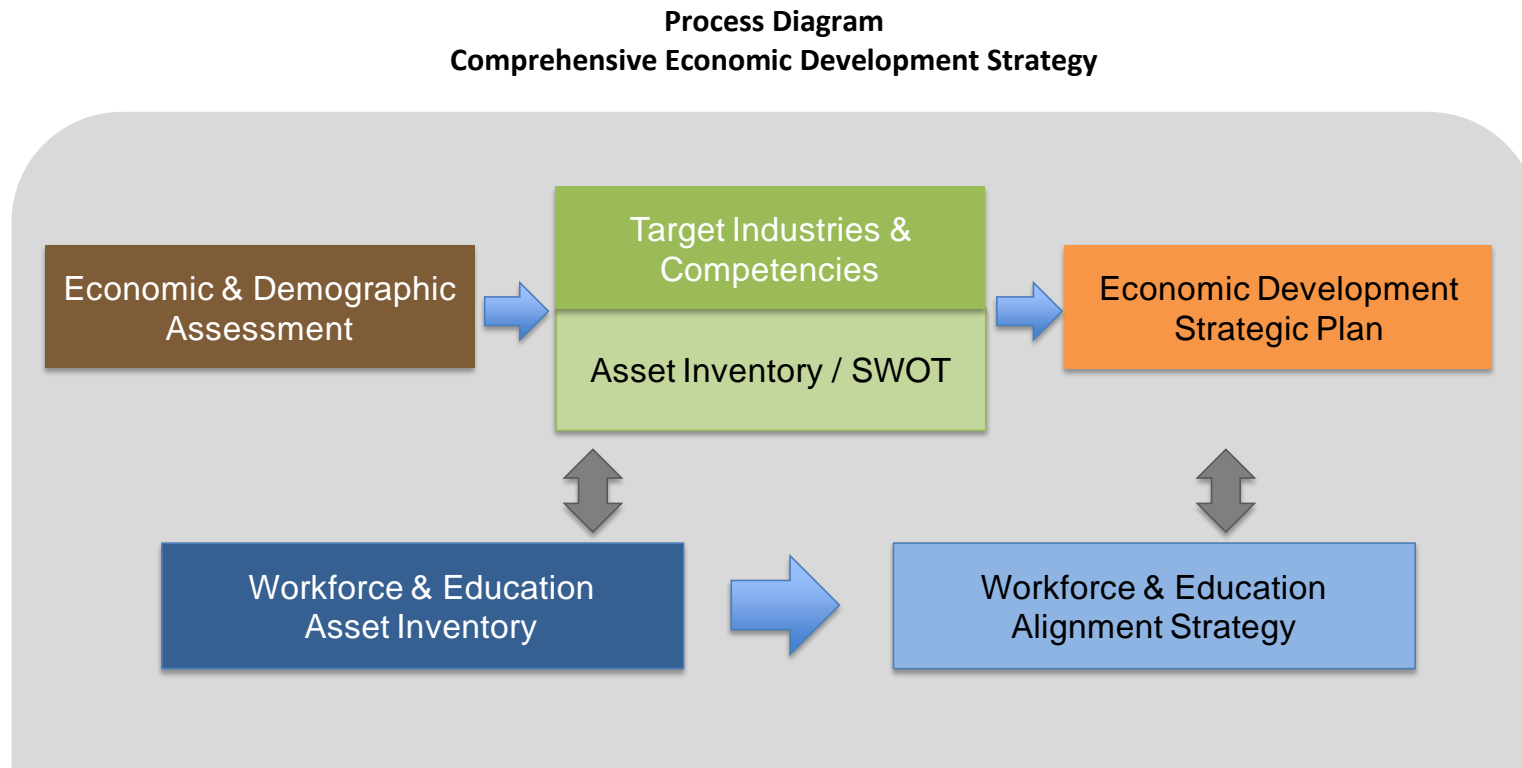 Process Diagram
Comprehensive Economic Development Strategy
Economic & Demographic
Assessment
Target Industries &
Competencies
Asset Inventory / SWOT
Economic Development
Strategic Plan
Workforce & Education
Asset Inventory
Workforce & Education
Alignment Strategy